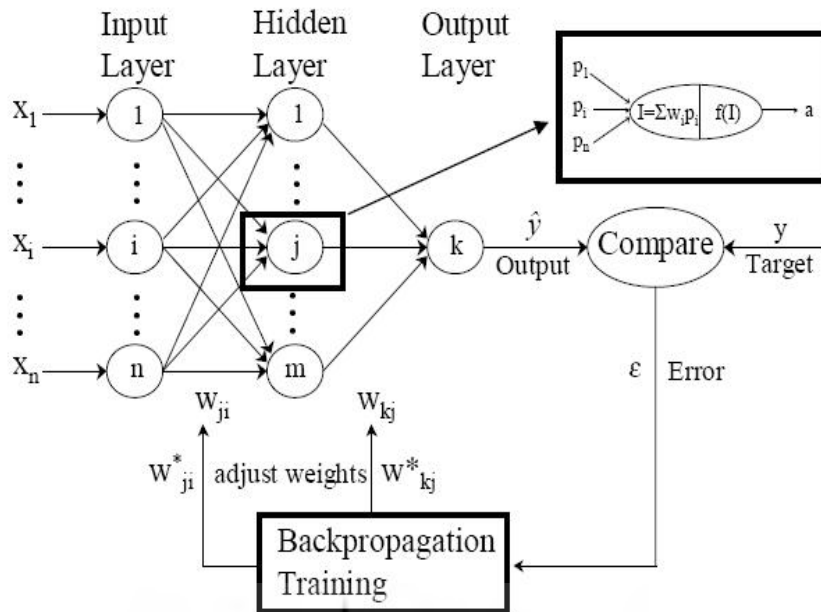 Input Layer
Hidden Layer
Output Layer
p₁
pᵢ
pₙ
I=Σwᵢpᵢ
f(I)
a
x₁
1
1
xᵢ
i
j
k
ŷ
Output
Compare
y
Target
xₙ
n
m
ε
Error
wⱼᵢ
wₖⱼ
w*ⱼᵢ
adjust weights
w*ₖⱼ
Backpropagation
Training